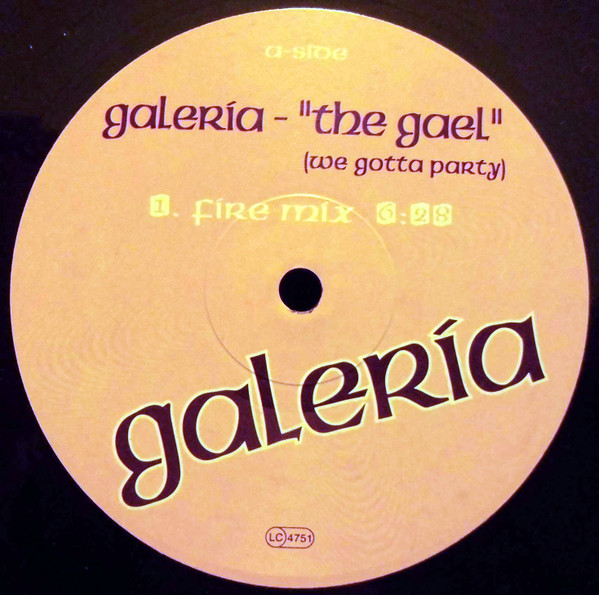 a-side
galería - "the gael"
(we gotta party)
1. fire mix 6:28
galería
LC 4751